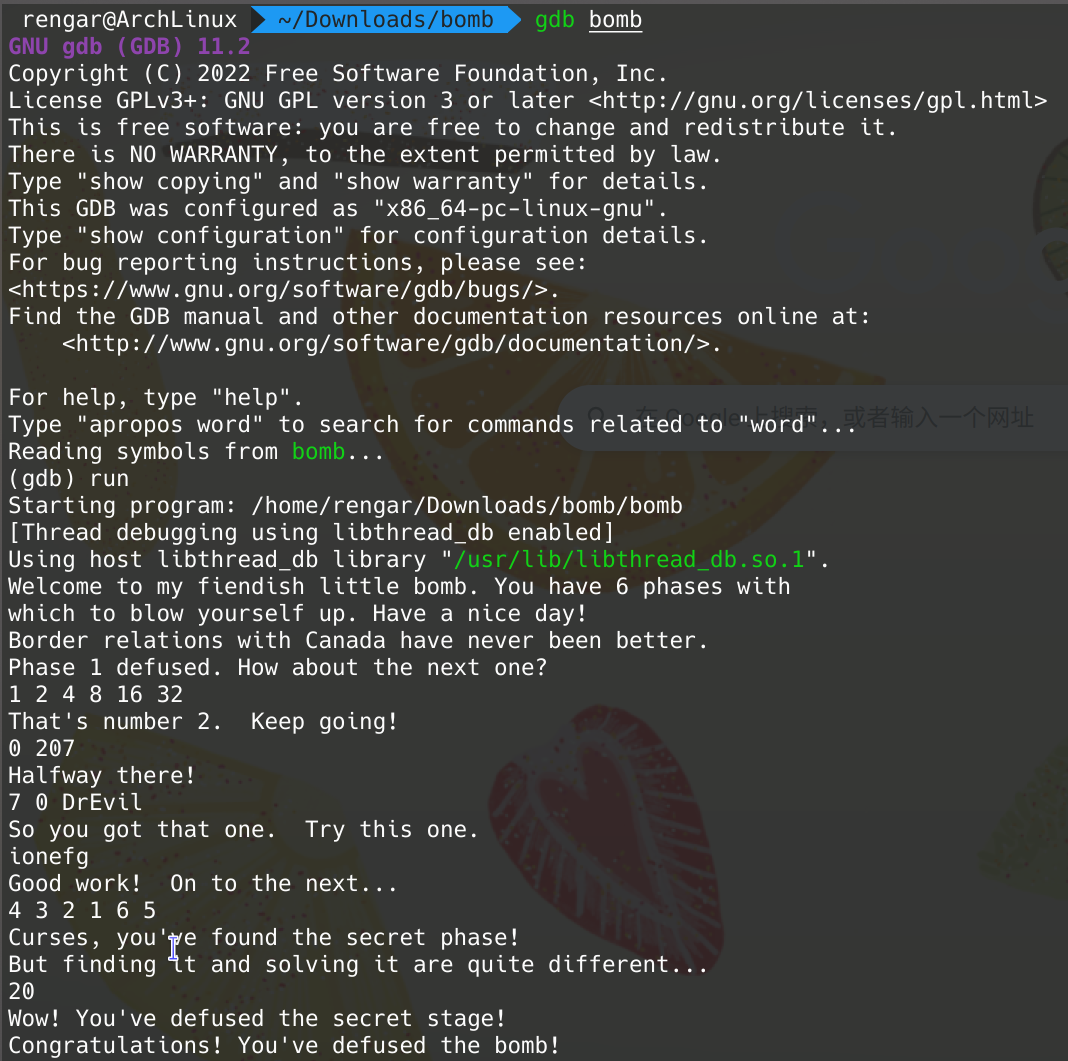 rengar@ArchLinux ~/Downloads/bomb gdb bomb
GNU gdb (GDB) 11.2
Copyright (C) 2022 Free Software Foundation, Inc.
License GPLv3+: GNU GPL version 3 or later <http://gnu.org/licenses/gpl.html>
This is free software: you are free to change and redistribute it.
There is NO WARRANTY, to the extent permitted by law.
Type "show copying" and "show warranty" for details.
This GDB was configured as "x86_64-pc-linux-gnu".
Type "show configuration" for configuration details.
For bug reporting instructions, please see:
<https://www.gnu.org/software/gdb/bugs/>.
Find the GDB manual and other documentation resources online at:
    <http://www.gnu.org/software/gdb/documentation/>.

For help, type "help".
Type "apropos word" to search for commands related to "word"...
在 Google 上搜索，或者输入一个网址
Reading symbols from bomb...
(gdb) run
Starting program: /home/rengar/Downloads/bomb/bomb
[Thread debugging using libthread_db enabled]
Using host libthread_db library "/usr/lib/libthread_db.so.1".
Welcome to my fiendish little bomb. You have 6 phases with
which to blow yourself up. Have a nice day!
Border relations with Canada have never been better.
Phase 1 defused. How about the next one?
1 2 4 8 16 32
That's number 2.  Keep going!
0 207
Halfway there!
7 0 DrEvil
So you got that one.  Try this one.
ionefg
Good work!  On to the next...
4 3 2 1 6 5
Curses, you've found the secret phase!
But finding it and solving it are quite different...
20
Wow! You've defused the secret stage!
Congratulations! You've defused the bomb!